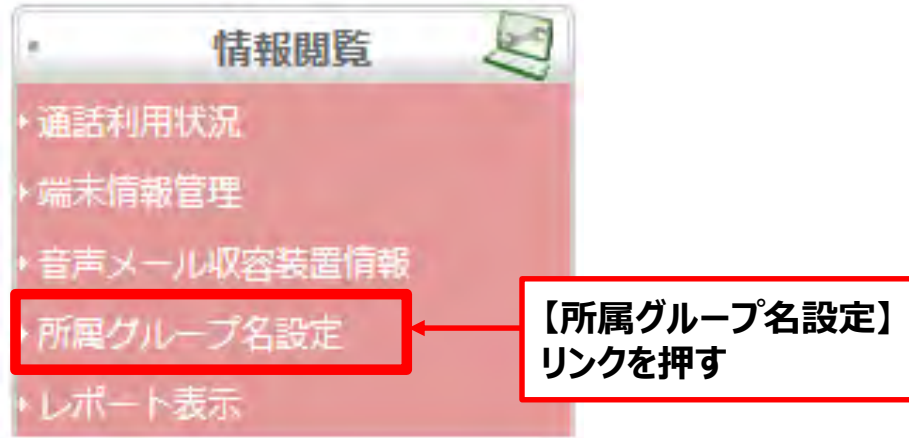 情報閲覧
通話利用状況
端末情報管理
音声メール収容装置情報
所属グループ名設定
レポート表示
【所属グループ名設定】
リンクを押す